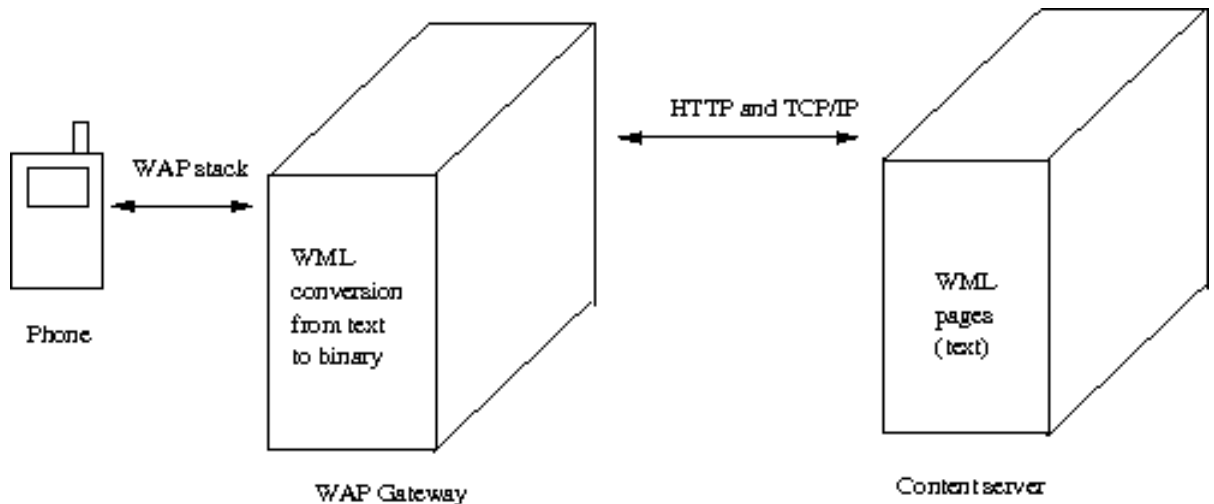 HTTP and TCP/IP
WAP stack
WML
conversion
from text
to binary
WML
pages
(text)
Phone
WAP Gateway
Content server